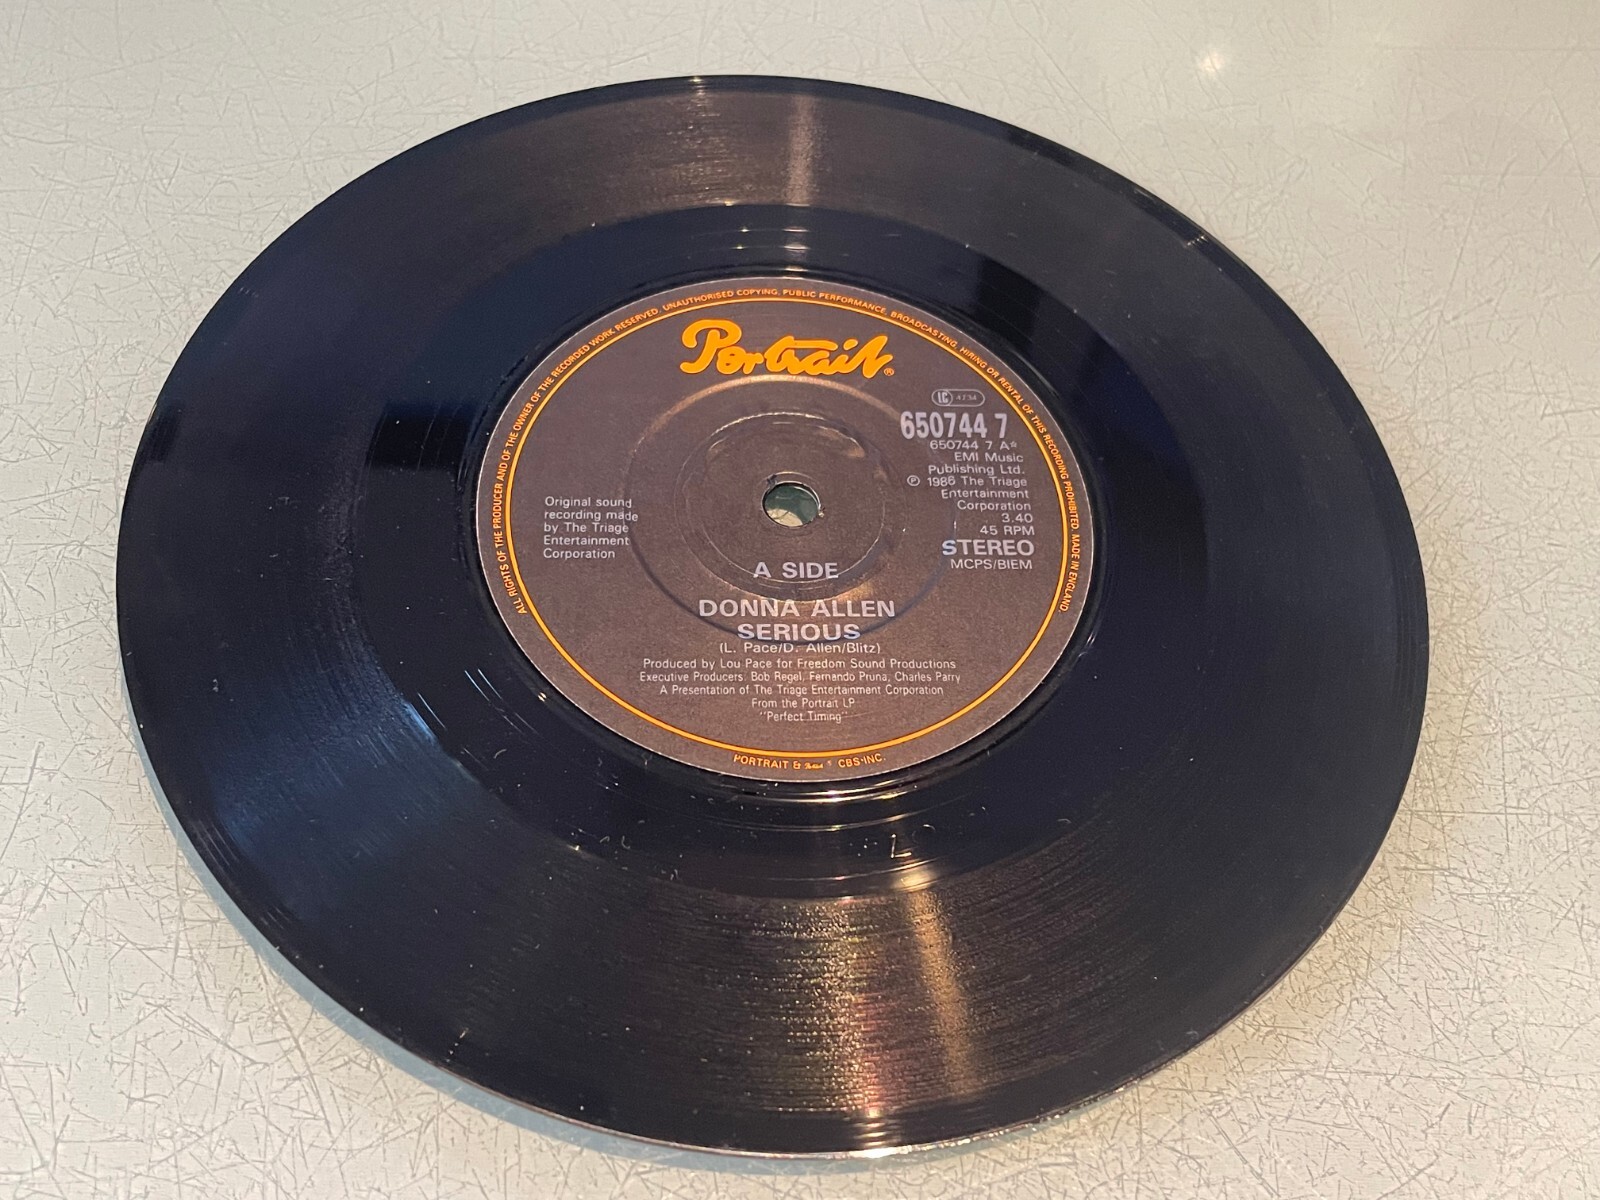 ALL RIGHTS OF THE PRODUCER AND OF THE OWNER OF THE RECORDED WORK RESERVED. UNAUTHORISED COPYING, PUBLIC PERFORMANCE, BROADCASTING, HIRING OR RENTAL OF THIS RECORDING PROHIBITED. MADE IN ENGLAND.
Portrait®
LC 4734
650744 7
650744 7 A*
EMI Music
Publishing Ltd.
℗ 1986 The Triage
Entertainment
Corporation
3.40
45 RPM
STEREO
MCPS/BIEM
Original sound
recording made
by The Triage
Entertainment
Corporation
A SIDE
DONNA ALLEN
SERIOUS
(L. Pace/D. Allen/Blitz)
Produced by Lou Pace for Freedom Sound Productions
Executive Producers: Bob Regel, Fernando Pruna, Charles Parry
A Presentation of The Triage Entertainment Corporation
From the Portrait LP
"Perfect Timing"
PORTRAIT & Portrait ® CBS·INC.